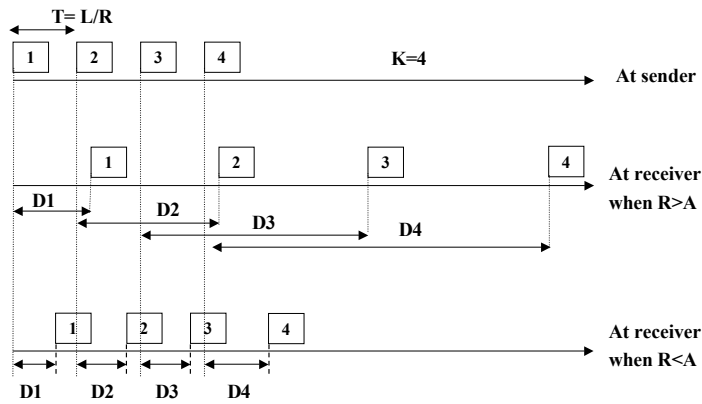 T= L/R
1 2 3 4 K=4
At sender
1 2 3 4
At receiver
when R>A
D1 D2 D3 D4
1 2 3 4
At receiver
when R<A
D1 D2 D3 D4